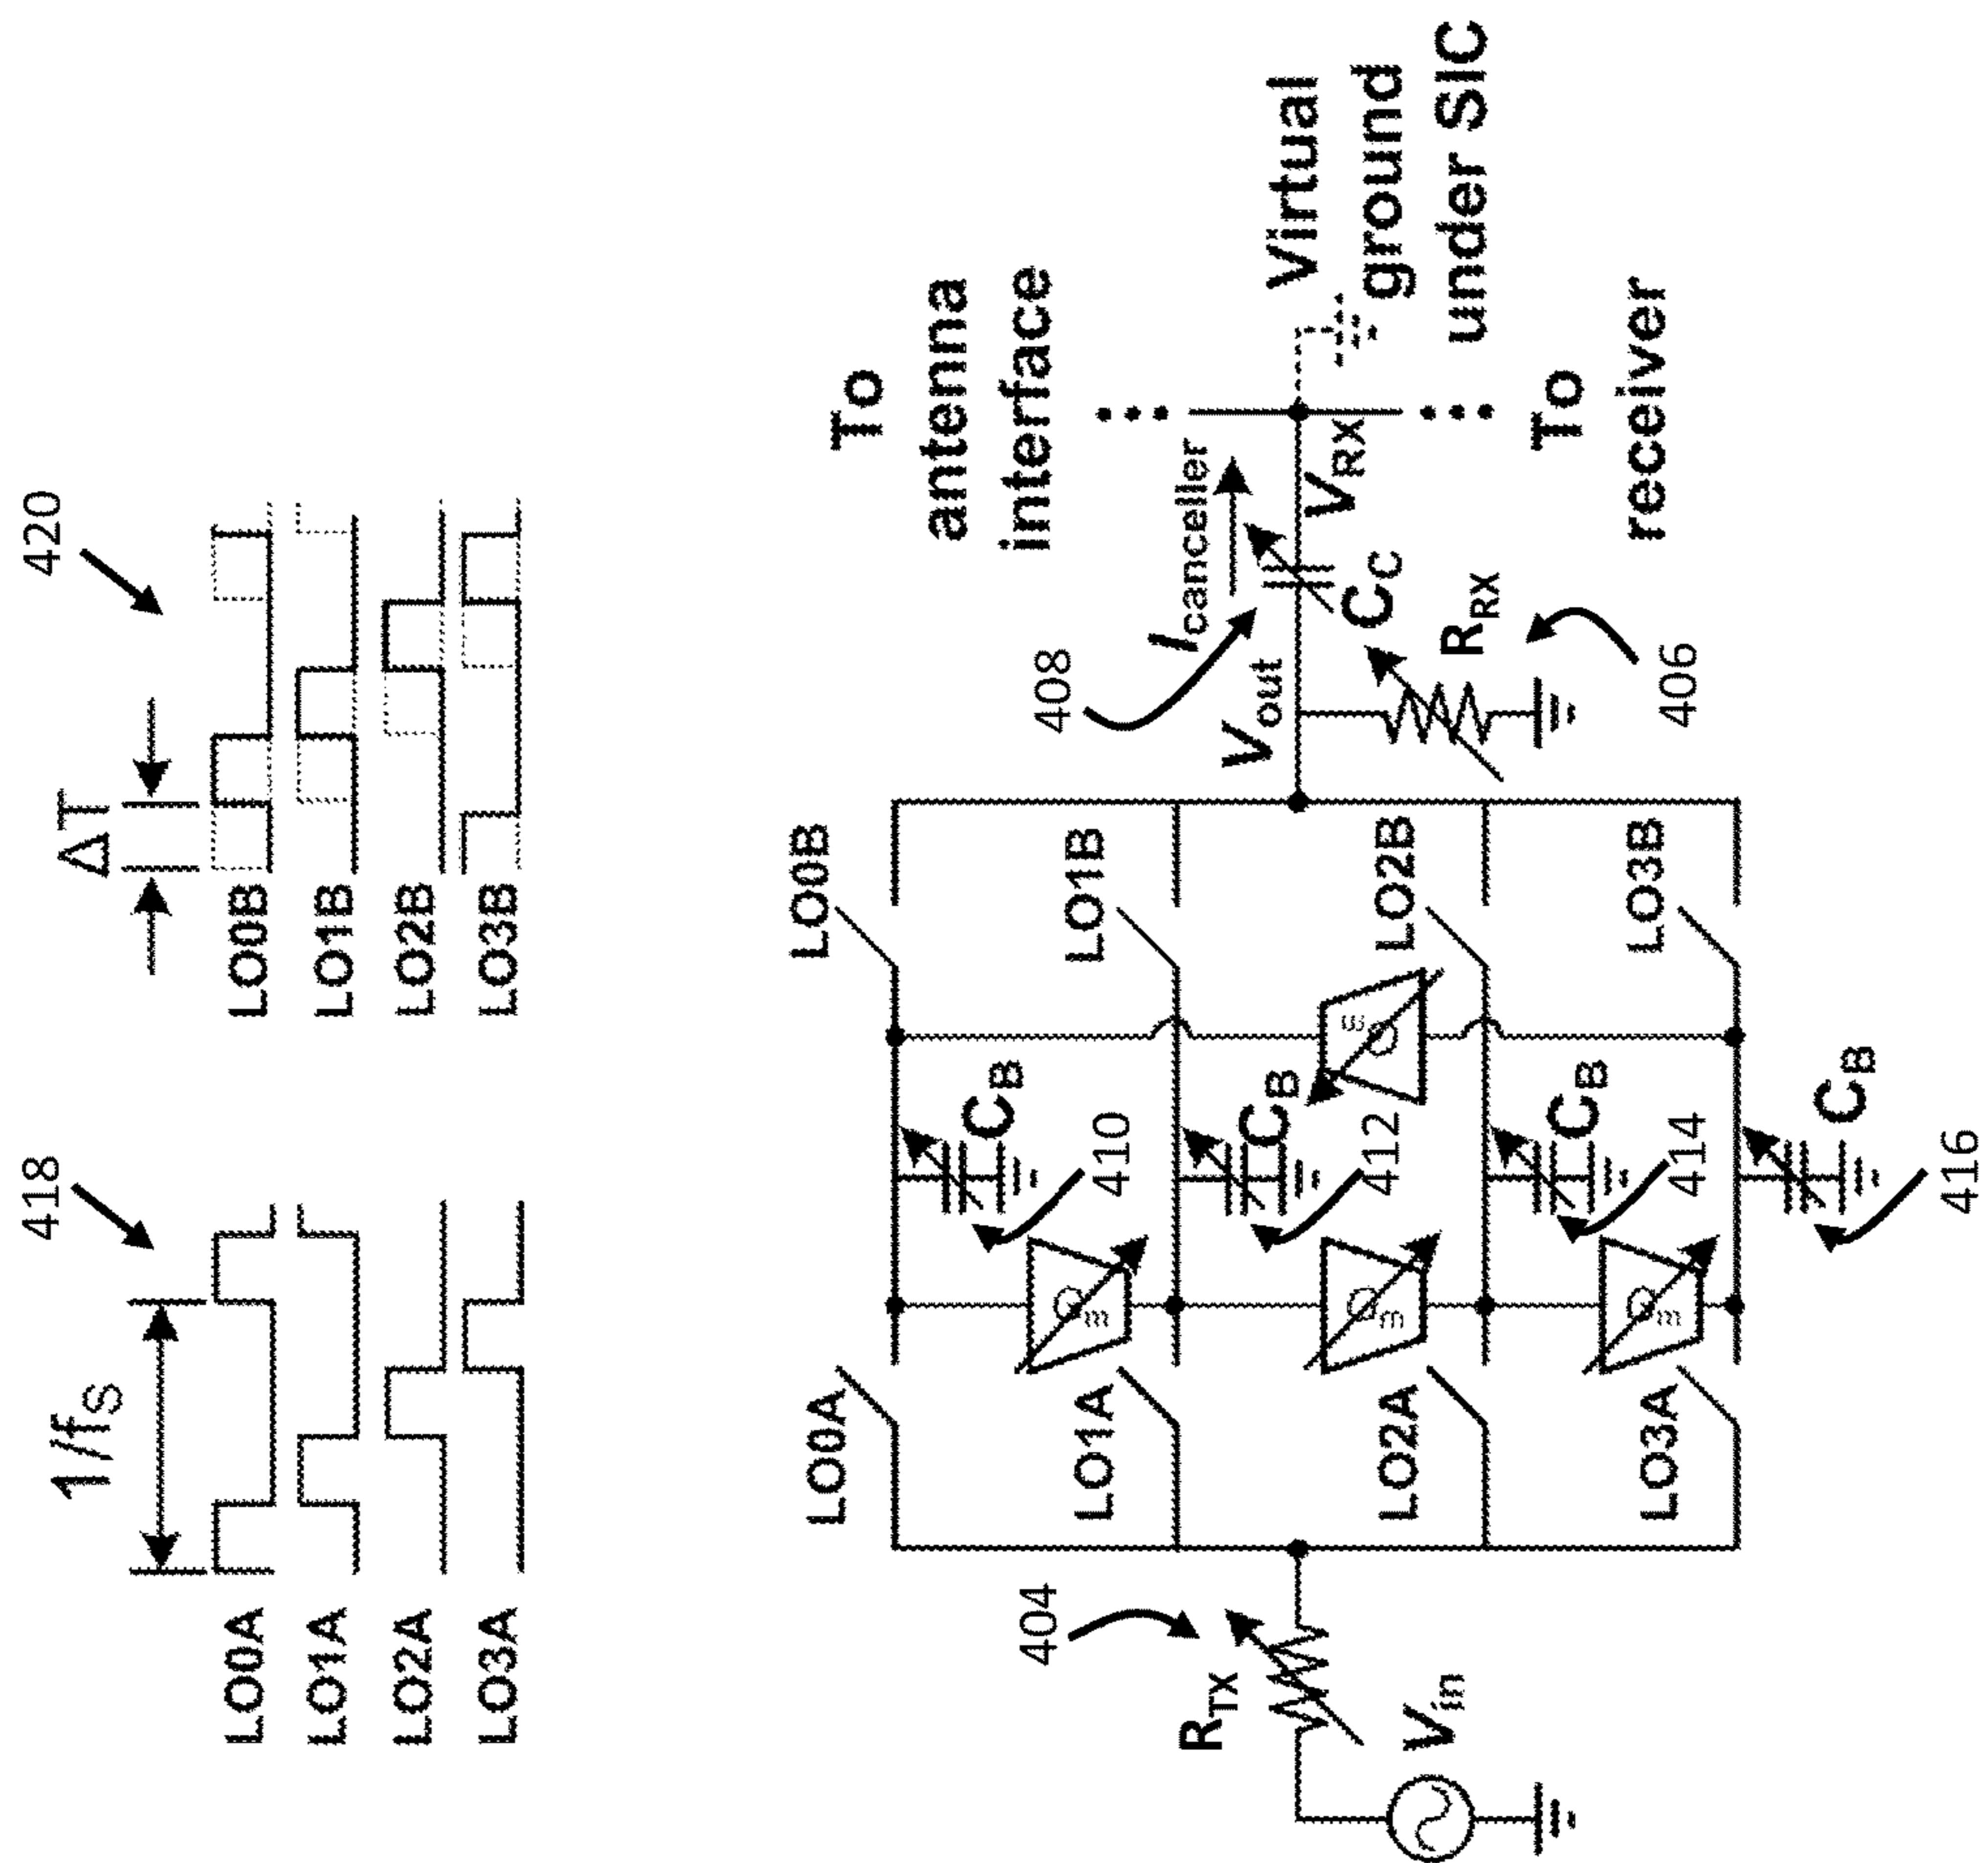 418
1/fS
LO0A
LO1A
LO2A
LO3A
420
ΔT
LO0B
LO1B
LO2B
LO3B
404
RTX
Vin
LO0A
LO1A
LO2A
LO3A
Gm
Gm
Gm
Gm
CB
CB
CB
CB
410
412
414
416
LO0B
LO1B
LO2B
LO3B
Vout
408
Icanceller
CC
VRX
RRX
406
To
antenna
interface
Virtual
ground
under SIC
To
receiver